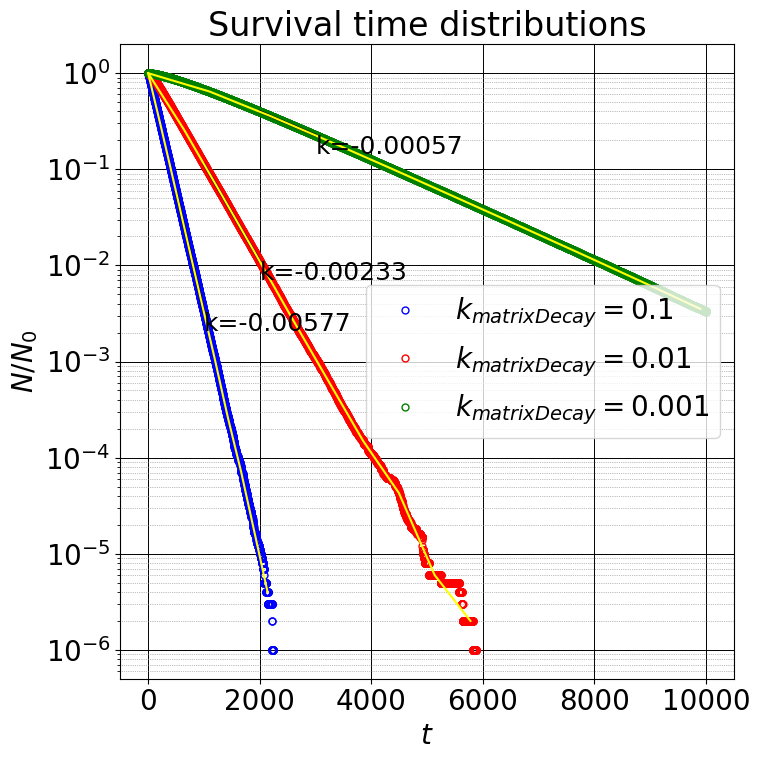 Survival time distributions
10^0
10^-1
10^-2
10^-3
10^-4
10^-5
10^-6
N/N_0
k=-0.00057
k=-0.00233
k=-0.00577
k_matrixDecay = 0.1
k_matrixDecay = 0.01
k_matrixDecay = 0.001
0 2000 4000 6000 8000 10000
t